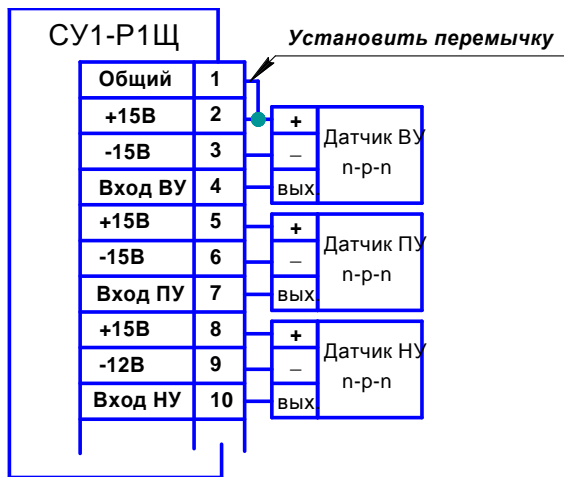 СУ1-Р1Щ
Установить перемычку
Общий 1
+15В 2 +
Датчик ВУ
-15В 3 –
n-p-n
Вход ВУ 4 вых
+15В 5 +
Датчик ПУ
-15В 6 –
n-p-n
Вход ПУ 7 вых
+15В 8 +
Датчик НУ
-12В 9 –
n-p-n
Вход НУ 10 вых